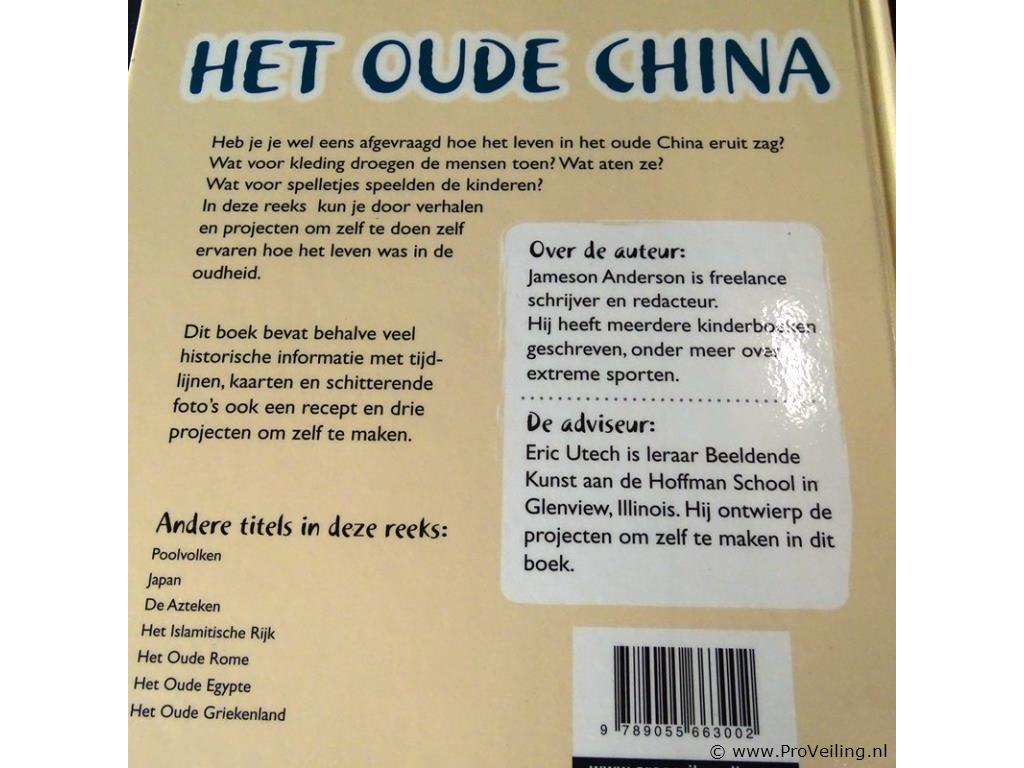 HET OUDE CHINA
Heb je je wel eens afgevraagd hoe het leven in het oude China eruit zag?
Wat voor kleding droegen de mensen toen? Wat aten ze?
Wat voor spelletjes speelden de kinderen?
In deze reeks kun je door verhalen
en projecten om zelf te doen zelf
ervaren hoe het leven was in de
oudheid.
Dit boek bevat behalve veel
historische informatie met tijd-
lijnen, kaarten en schitterende
foto's ook een recept en drie
projecten om zelf te maken.
Andere titels in deze reeks:
Poolvolken
Japan
De Azteken
Het Islamitische Rijk
Het Oude Rome
Het Oude Egypte
Het Oude Griekenland
Over de auteur:
Jameson Anderson is freelance
schrijver en redacteur.
Hij heeft meerdere kinderboeken
geschreven, onder meer over
extreme sporten.
De adviseur:
Eric Utech is leraar Beeldende
Kunst aan de Hoffman School in
Glenview, Illinois. Hij ontwierp de
projecten om zelf te maken in dit
boek.
9 789055 663002
© www.ProVeiling.nl